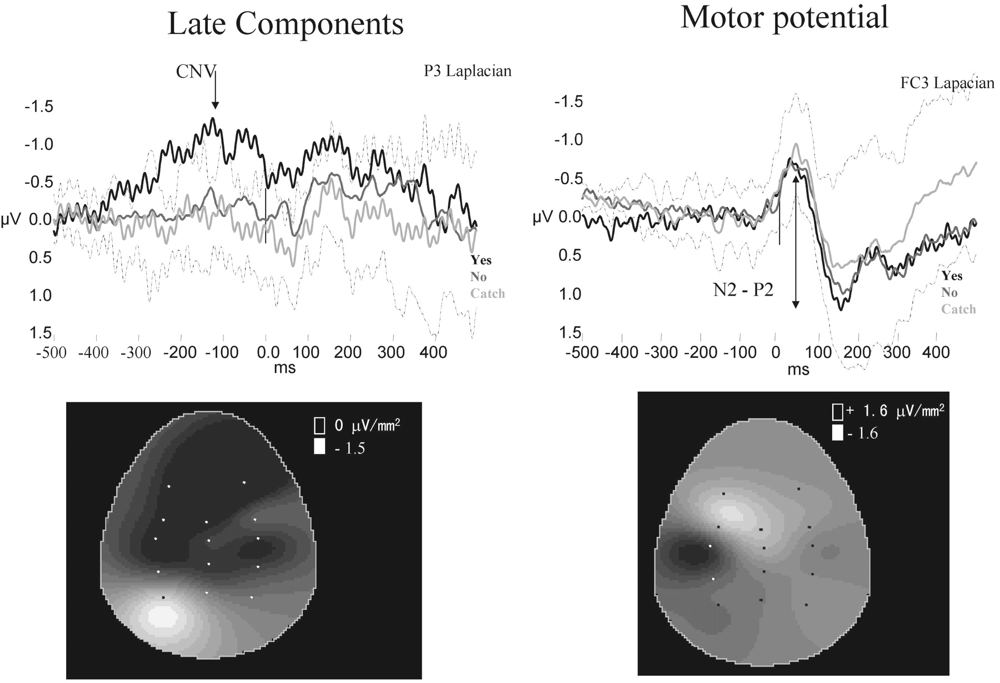 Late Components
Motor potential
CNV
P3 Laplacian
-1.5
-1.0
-0.5
μV 0.0
0.5
1.0
1.5
-500 -400 -300 -200 -100 0.0 100 200 300 400
ms
Yes
No
Catch
FC3 Lapacian
-1.5
-1.0
-0.5
μV 0.0
0.5
1.0
1.5
N2 - P2
Yes
No
Catch
-500 -400 -300 -200 -100 0 100 200 300 400
ms
0 μV/mm²
- 1.5
+ 1.6 μV/mm²
- 1.6